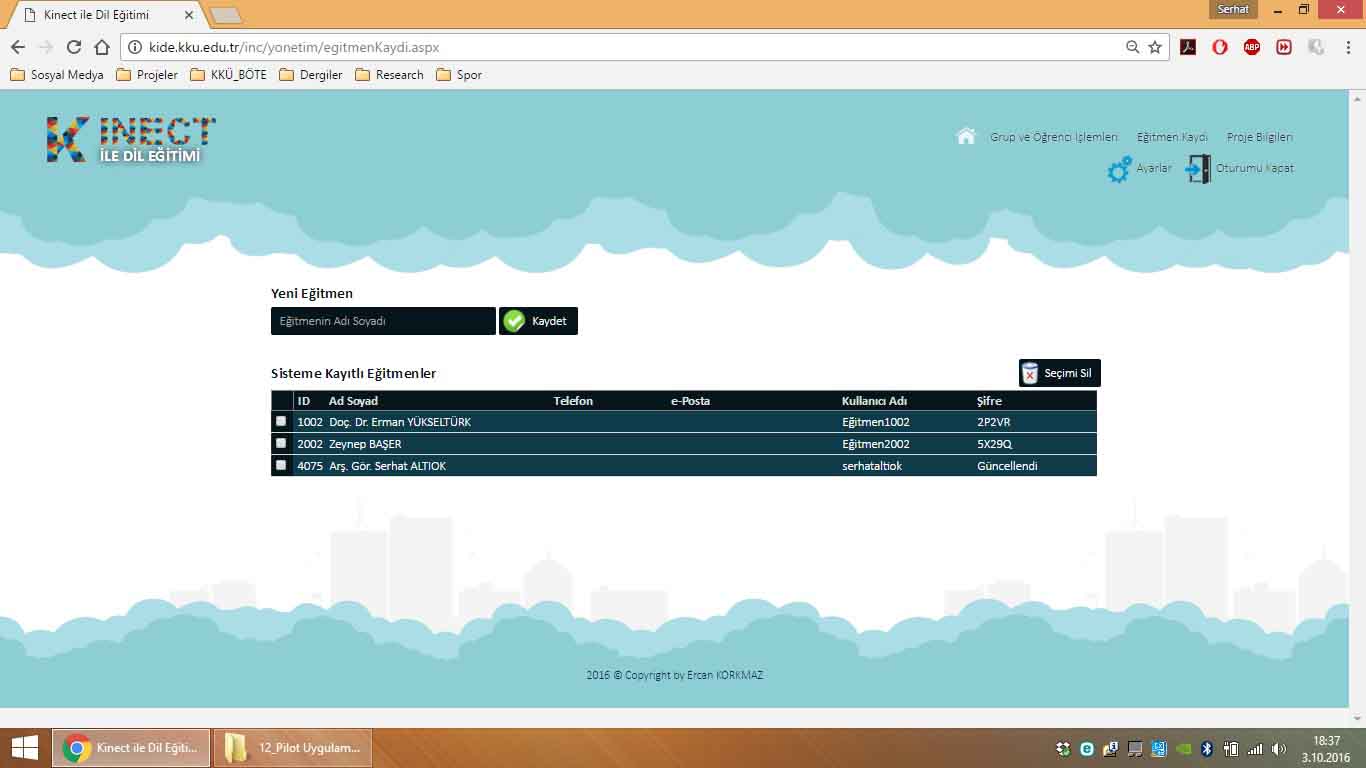 Kinect ile Dil Eğitimi
Serhat
kide.kku.edu.tr/inc/yonetim/egitmenKaydi.aspx
ABP
Sosyal Medya Projeler KKÜ_BÖTE Dergiler Research Spor
KINECT
İLE DİL EĞİTİMİ
Grup ve Öğrenci İşlemleri Eğitmen Kaydı Proje Bilgileri
Ayarlar Oturumu Kapat
Yeni Eğitmen
Eğitmenin Adı Soyadı Kaydet
Sisteme Kayıtlı Eğitmenler Seçimi Sil
ID Ad Soyad Telefon e-Posta Kullanıcı Adı Şifre
1002 Doç. Dr. Erman YÜKSELTÜRK Eğitmen1002 2P2VR
2002 Zeynep BAŞER Eğitmen2002 5X29Q
4075 Arş. Gör. Serhat ALTIOK serhataltiok Güncellendi
2016 © Copyright by Ercan KORKMAZ
Kinect ile Dil Eğiti... 12_Pilot Uygulam...
18:37
3.10.2016